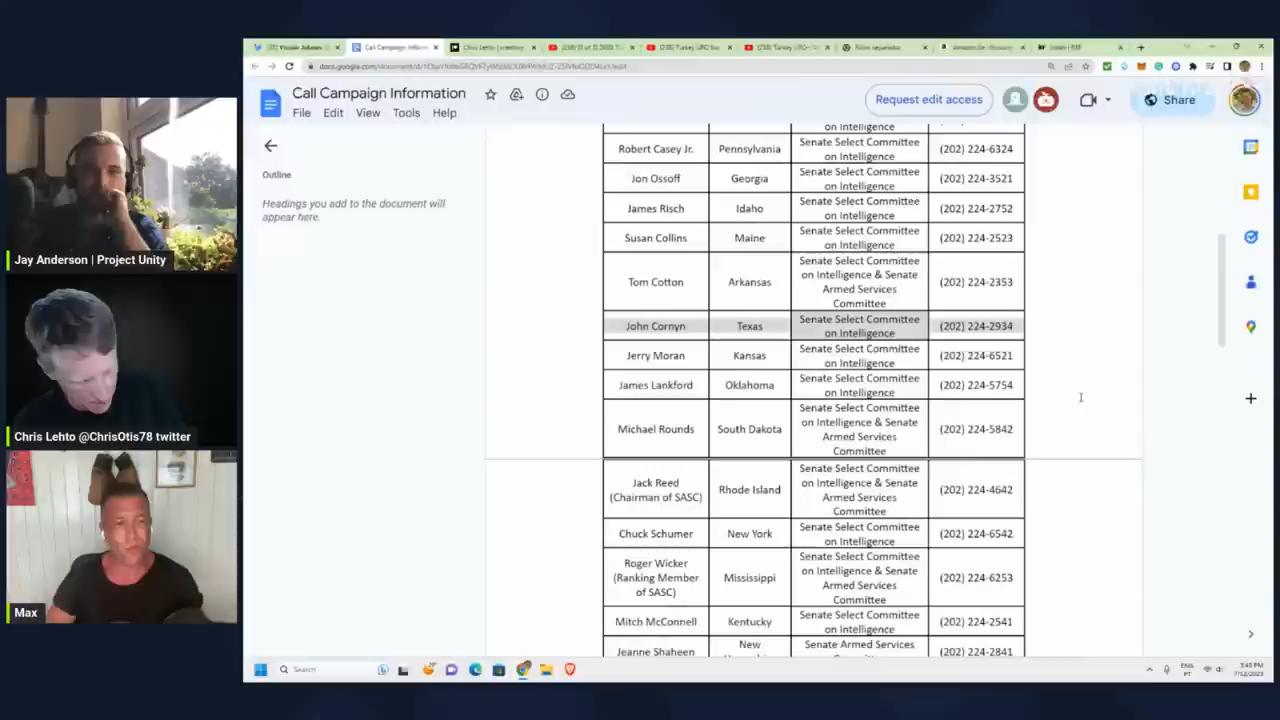 Jay Anderson | Project Unity
Chris Lehto @ChrisOtis78 twitter
Max
Call Campaign Inform
Call Campaign Information
File Edit View Tools Help
Request edit access
Share
Outline
Headings you add to the document will
appear here.
on Intelligence
Robert Casey Jr. Pennsylvania Senate Select Committee on Intelligence (202) 224-6324
Jon Ossoff Georgia Senate Select Committee on Intelligence (202) 224-3521
James Risch Idaho Senate Select Committee on Intelligence (202) 224-2752
Susan Collins Maine Senate Select Committee on Intelligence (202) 224-2523
Tom Cotton Arkansas Senate Select Committee on Intelligence & Senate Armed Services Committee (202) 224-2353
John Cornyn Texas Senate Select Committee on Intelligence (202) 224-2934
Jerry Moran Kansas Senate Select Committee on Intelligence (202) 224-6521
James Lankford Oklahoma Senate Select Committee on Intelligence (202) 224-5754
Michael Rounds South Dakota Senate Select Committee on Intelligence & Senate Armed Services Committee (202) 224-5842
Jack Reed (Chairman of SASC) Rhode Island Senate Select Committee on Intelligence & Senate Armed Services Committee (202) 224-4642
Chuck Schumer New York Senate Select Committee on Intelligence (202) 224-6542
Roger Wicker (Ranking Member of SASC) Mississippi Senate Select Committee on Intelligence & Senate Armed Services Committee (202) 224-6253
Mitch McConnell Kentucky Senate Select Committee on Intelligence (202) 224-2541
Jeanne Shaheen New Senate Armed Services (202) 224-2841
Search
ENG
PT
3:45 PM
7/12/2023